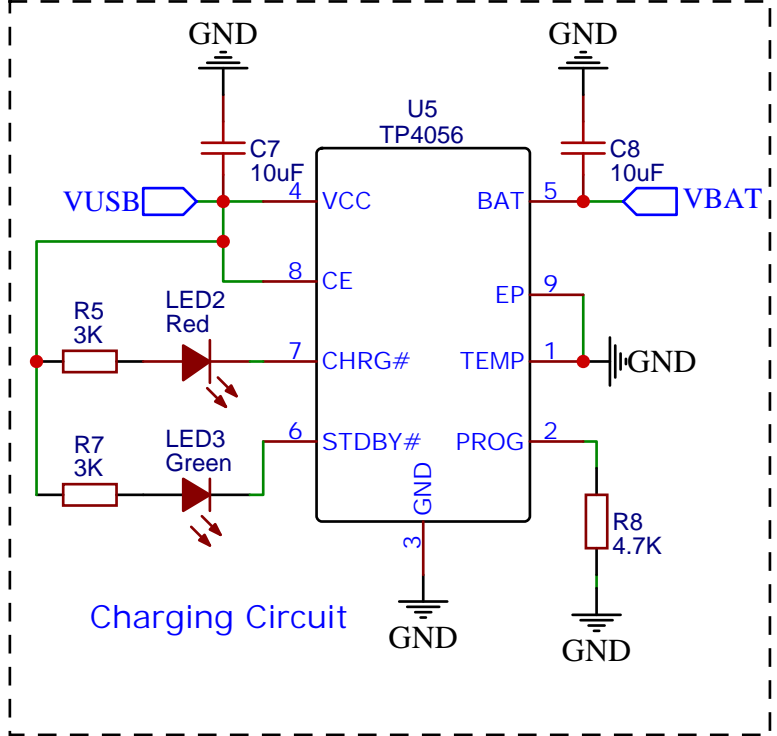 GND
GND
U5
TP4056
C7
10uF
C8
10uF
VUSB
4
VCC
BAT
5
VBAT
8
CE
EP
9
R5
3K
LED2
Red
7
CHRG#
TEMP
1
GND
R7
3K
LED3
Green
6
STDBY#
PROG
2
GND
3
R8
4.7K
Charging Circuit
GND
GND